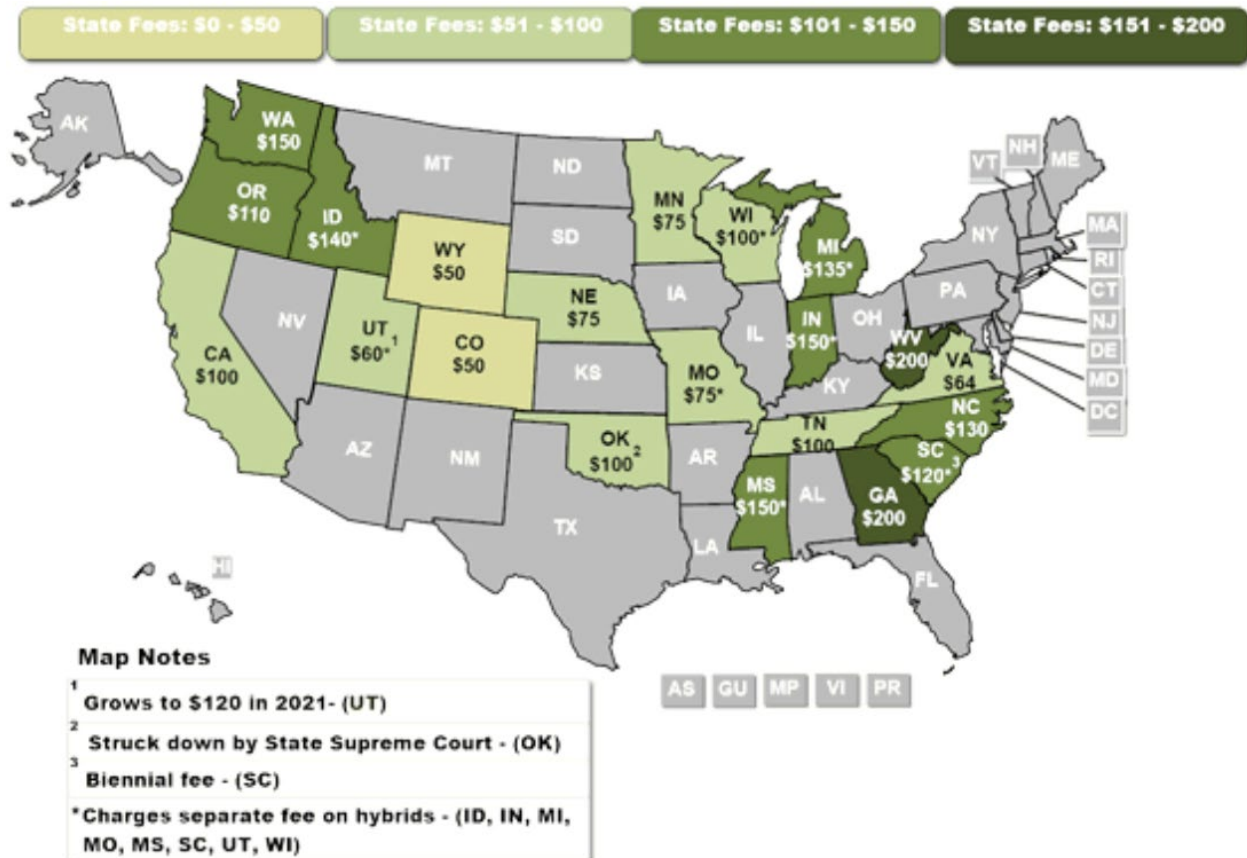 State Fees: $0 - $50
State Fees: $51 - $100
State Fees: $101 - $150
State Fees: $151 - $200
AK
WA
$150
OR
$110
ID
$140*
MT
ND
MN
$75
WI
$100*
MI
$135*
VT
NH
ME
WY
$50
SD
NY
MA
RI
CT
NJ
DE
MD
DC
CA
$100
NV
UT
$60*1
CO
$50
NE
$75
IA
IL
IN
$150*
OH
PA
WV
$200
VA
$64
KS
MO
$75*
KY
NC
$130
TN
$100
AZ
NM
OK
$100 2
AR
SC
$120*3
MS
$150*
AL
GA
$200
TX
LA
FL
HI
AS
GU
MP
VI
PR
Map Notes
1 Grows to $120 in 2021- (UT)
2 Struck down by State Supreme Court - (OK)
3 Biennial fee - (SC)
*Charges separate fee on hybrids - (ID, IN, MI,
MO, MS, SC, UT, WI)